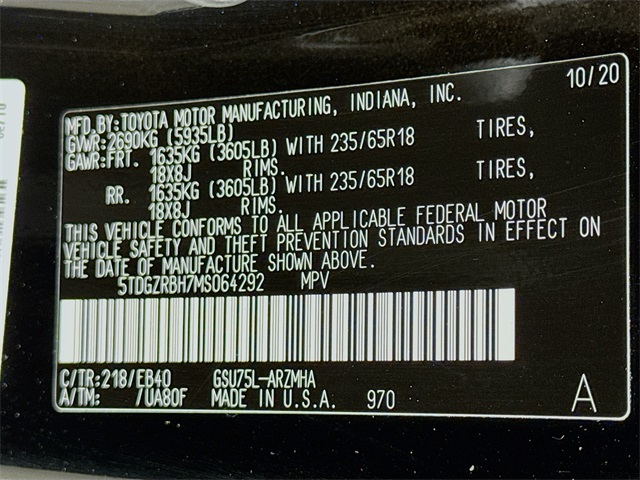 10/20
MFD.BY:TOYOTA MOTOR MANUFACTURING, INDIANA, INC.
GVWR:2690KG (5935LB)
GAWR:FRT. 1635KG (3605LB) WITH 235/65R18 TIRES,
18X8J RIMS.
RR. 1635KG (3605LB) WITH 235/65R18 TIRES,
18X8J RIMS.
THIS VEHICLE CONFORMS TO ALL APPLICABLE FEDERAL MOTOR
VEHICLE SAFETY AND THEFT PREVENTION STANDARDS IN EFFECT ON
THE DATE OF MANUFACTURE SHOWN ABOVE.
5TDGZRBH7MS064292 MPV
C/TR:218/EB40 GSU75L-ARZMHA
A/TM: /UA80F MADE IN U.S.A. 970 A